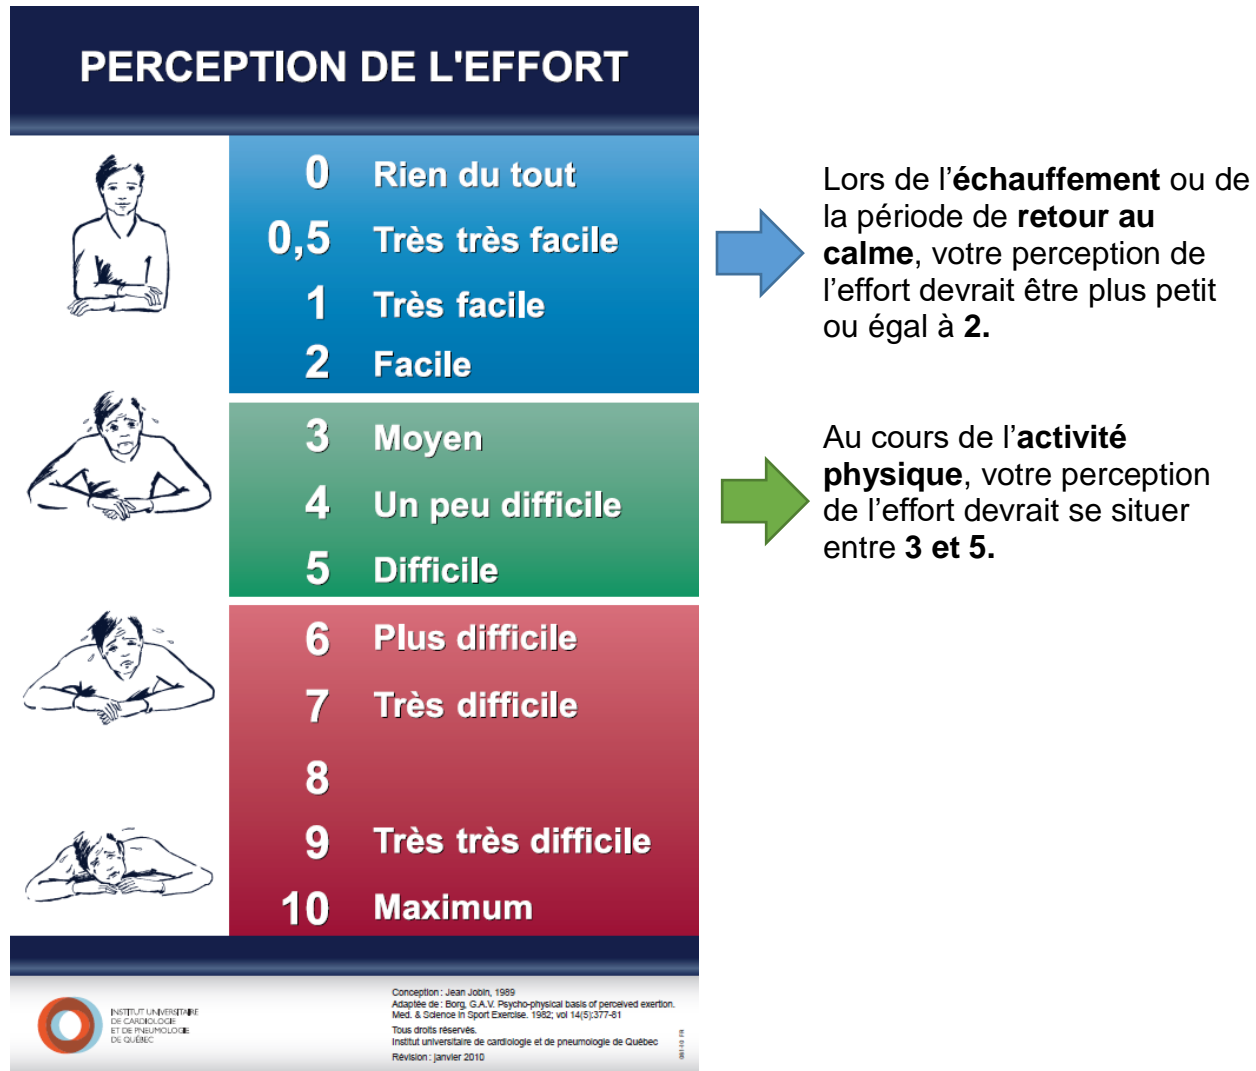 PERCEPTION DE L'EFFORT
0 Rien du tout
0,5 Très très facile
1 Très facile
2 Facile
3 Moyen
4 Un peu difficile
5 Difficile
6 Plus difficile
7 Très difficile
8
9 Très très difficile
10 Maximum
Lors de l’échauffement ou de
la période de retour au
calme, votre perception de
l’effort devrait être plus petit
ou égal à 2.
Au cours de l’activité
physique, votre perception
de l’effort devrait se situer
entre 3 et 5.
INSTITUT UNIVERSITAIRE
DE CARDIOLOGIE
ET DE PNEUMOLOGIE
DE QUÉBEC
Conception : Jean Jobin, 1989
Adaptée de : Borg, G.A.V. Psycho-physical basis of perceived exertion.
Med. & Science in Sport Exercise. 1982; vol 14(5):377-81
Tous droits réservés.
Institut universitaire de cardiologie et de pneumologie de Québec
Révision : janvier 2010